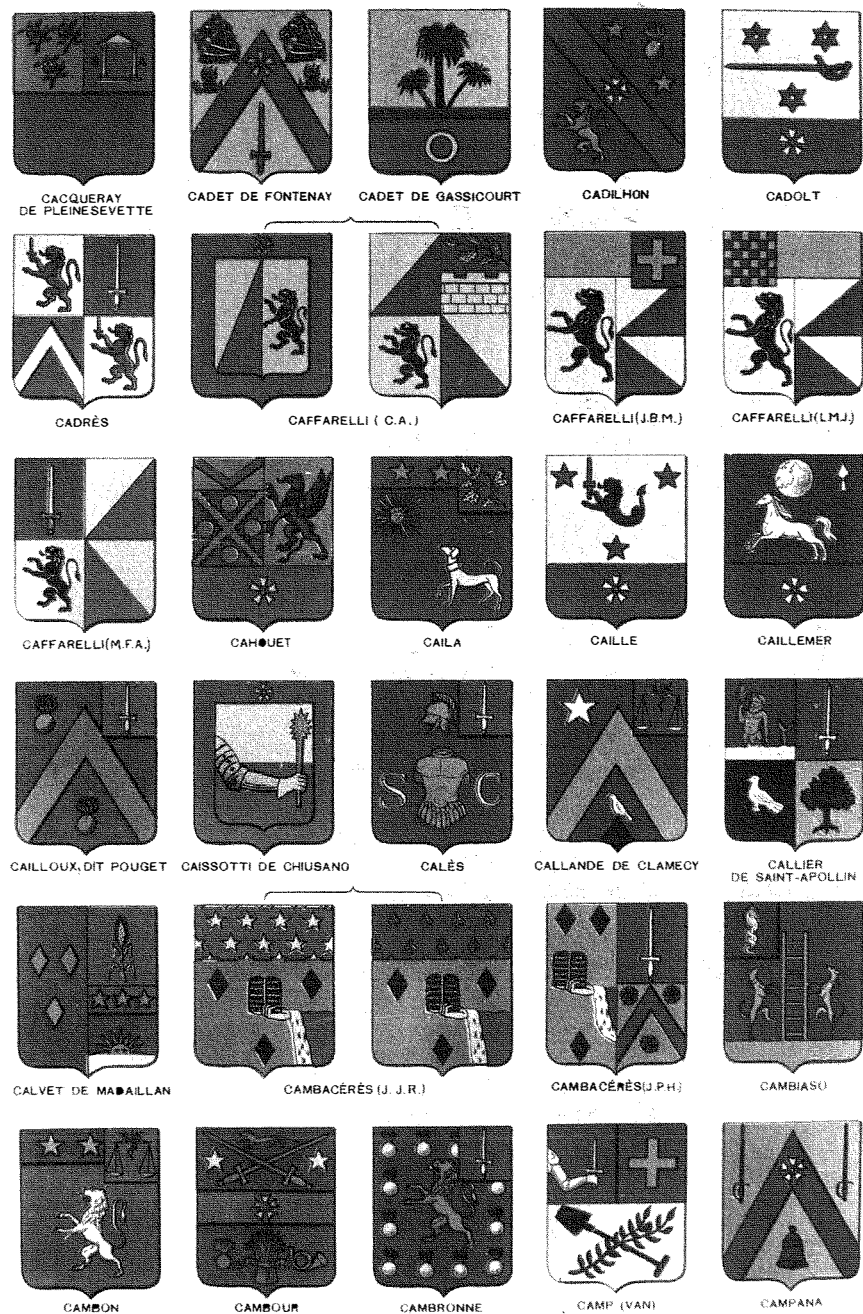 CACQUERAY
DE PLEINESEVETTE
CADET DE FONTENAY
CADET DE GASSICOURT
CADILHON
CADOLT
CADRÈS
CAFFARELLI (C.A.)
CAFFARELLI (J.B.M.)
CAFFARELLI (L.M.J.)
CAFFARELLI (M.F.A.)
CAHOUET
CAILA
CAILLE
CAILLEMER
CAILLOUX, DIT POUGET
CAISSOTTI DE CHIUSANO
S C
CALÈS
CALLANDE DE CLAMECY
CALLIER
DE SAINT-APOLLIN
CALVET DE MADAILLAN
CAMBACÉRÈS (J.J.R.)
CAMBACÉRÈS (J.P.H.)
CAMBIASO
CAMBON
CAMBOUR
CAMBRONNE
CAMP (VAN)
CAMPANA